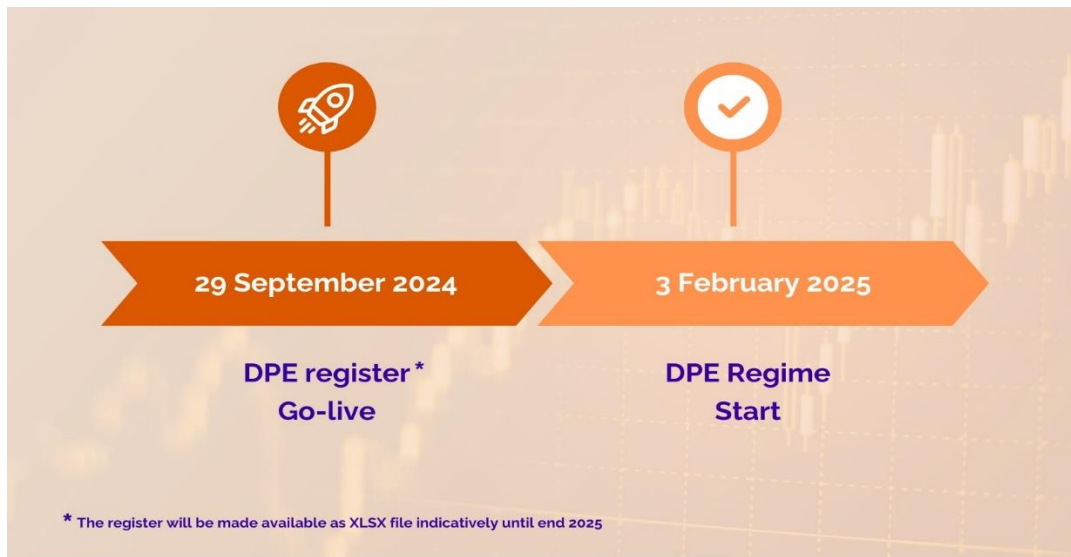 29 September 2024
3 February 2025
DPE register*
Go-live
DPE Regime
Start
* The register will be made available as XLSX file indicatively until end 2025